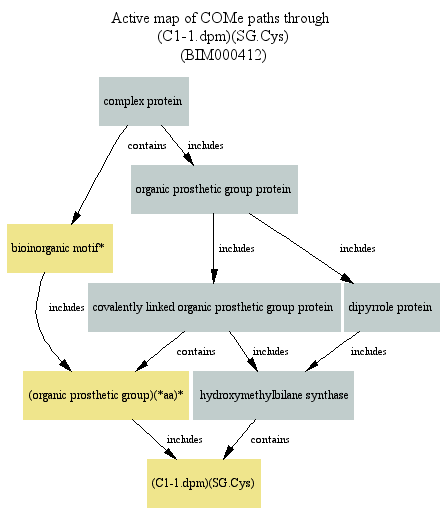 Active map of COMe paths through
(C1-1.dpm)(SG.Cys)
(BIM000412)
complex protein
contains
includes
organic prosthetic group protein
bioinorganic motif*
includes
includes
includes
covalently linked organic prosthetic group protein
dipyrrole protein
contains
includes
includes
(organic prosthetic group)(*aa)*
hydroxymethylbilane synthase
includes
contains
(C1-1.dpm)(SG.Cys)